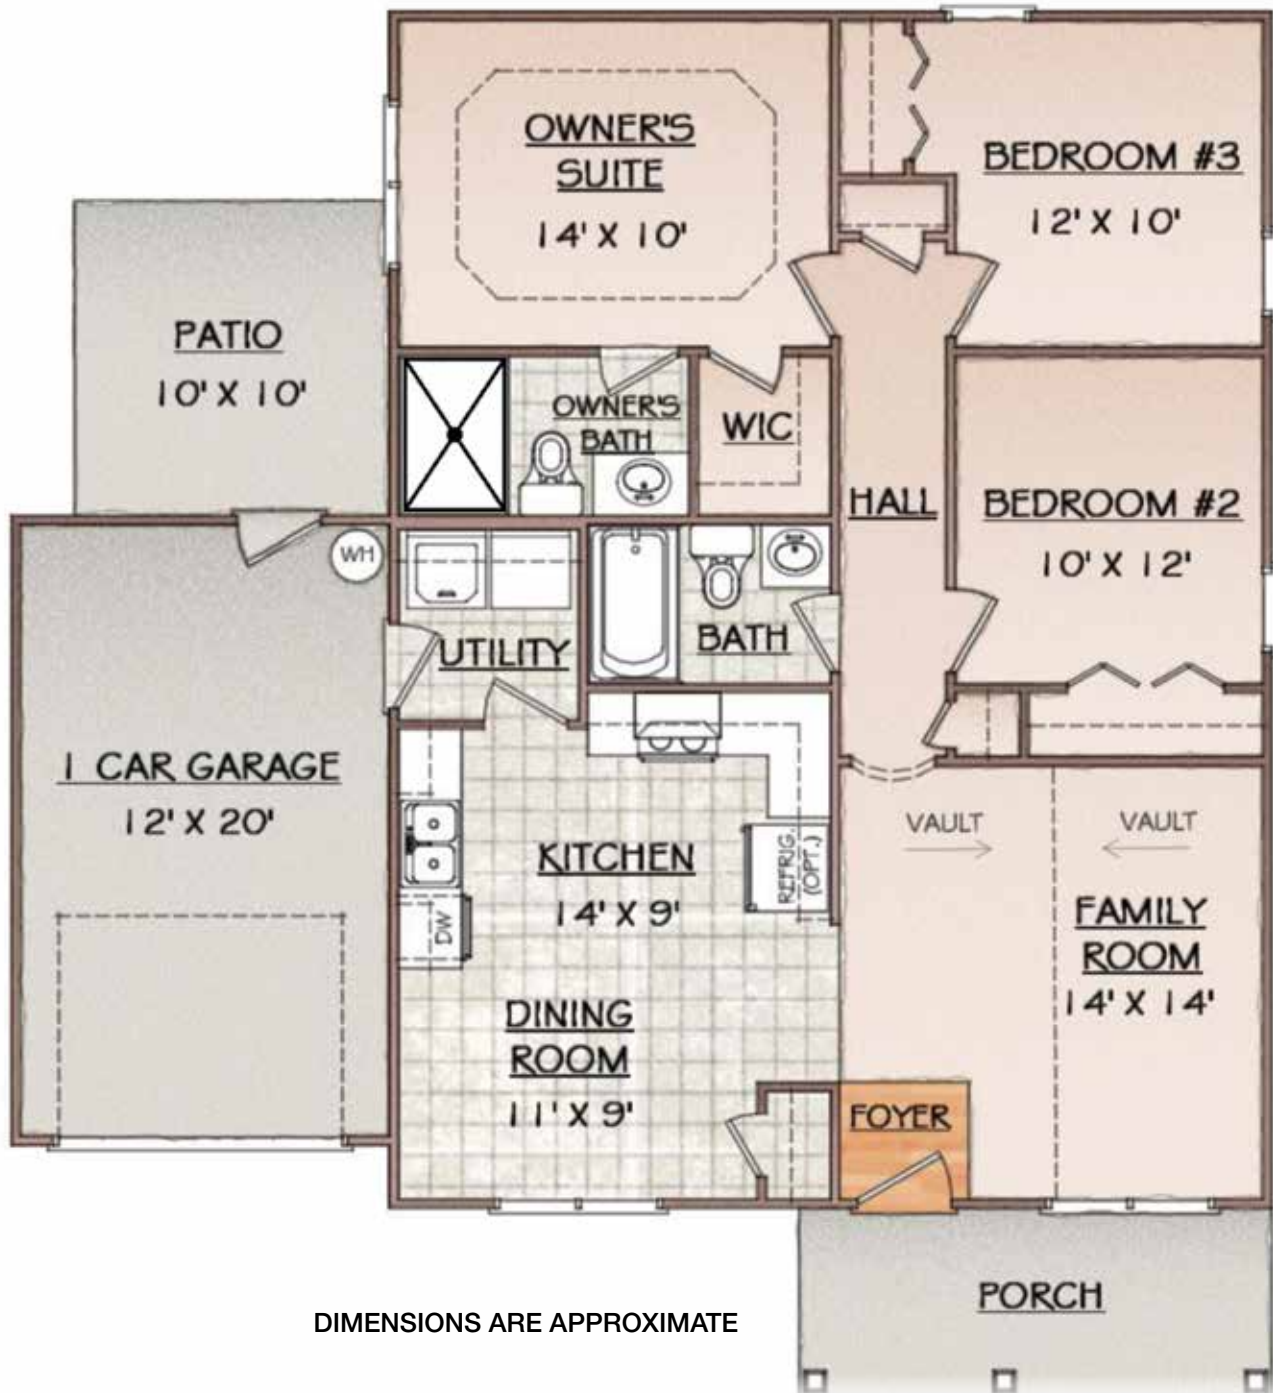 OWNER'S
SUITE
14' X 10'
BEDROOM #3
12' X 10'
PATIO
10' X 10'
OWNER'S
BATH
WIC
HALL
BEDROOM #2
10' X 12'
WH
UTILITY
BATH
1 CAR GARAGE
12' X 20'
KITCHEN
14' X 9'
REFRIG.
(OPT.)
DW
VAULT
VAULT
FAMILY
ROOM
14' X 14'
DINING
ROOM
11' X 9'
FOYER
PORCH
DIMENSIONS ARE APPROXIMATE